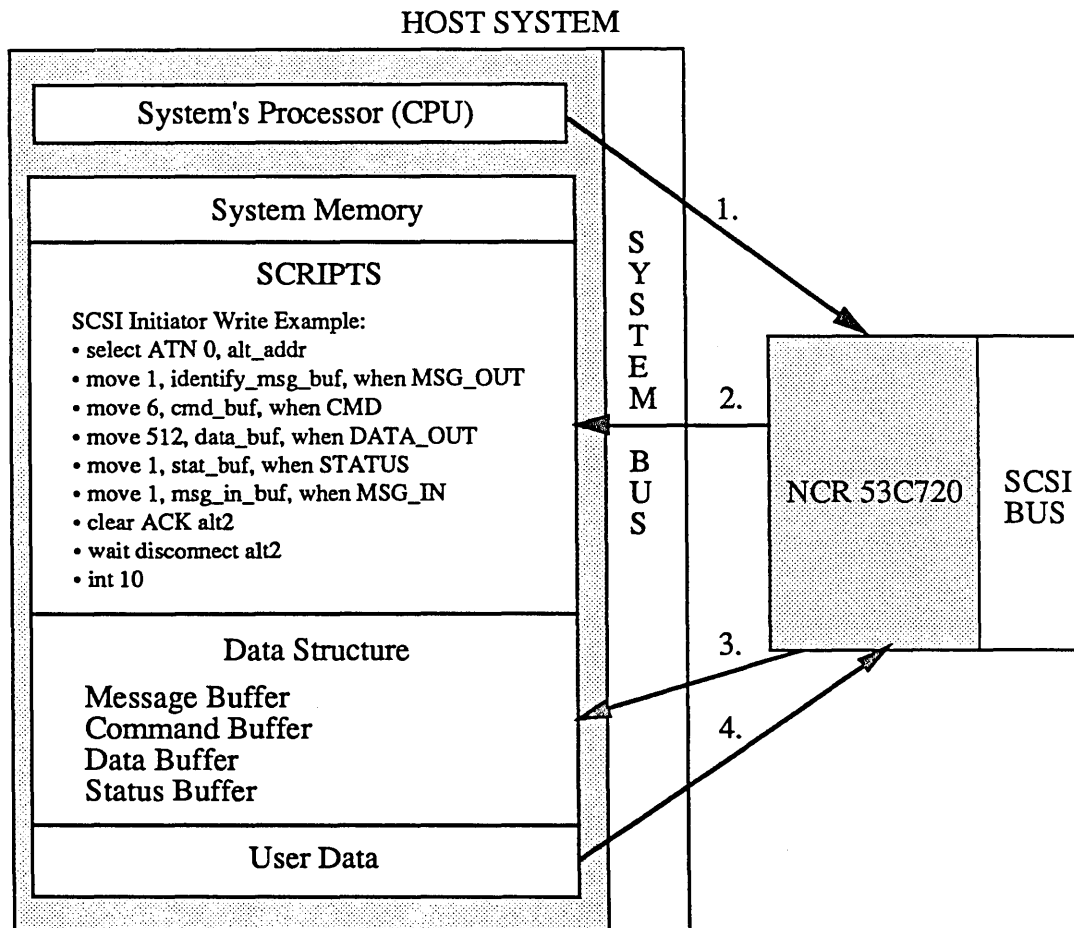 HOST SYSTEM
System's Processor (CPU)
System Memory
SCRIPTS
SCSI Initiator Write Example:
• select ATN 0, alt_addr
• move 1, identify_msg_buf, when MSG_OUT
• move 6, cmd_buf, when CMD
• move 512, data_buf, when DATA_OUT
• move 1, stat_buf, when STATUS
• move 1, msg_in_buf, when MSG_IN
• clear ACK alt2
• wait disconnect alt2
• int 10
Data Structure
Message Buffer
Command Buffer
Data Buffer
Status Buffer
User Data
SYSTEM BUS
1.
2.
3.
4.
NCR 53C720
SCSI
BUS